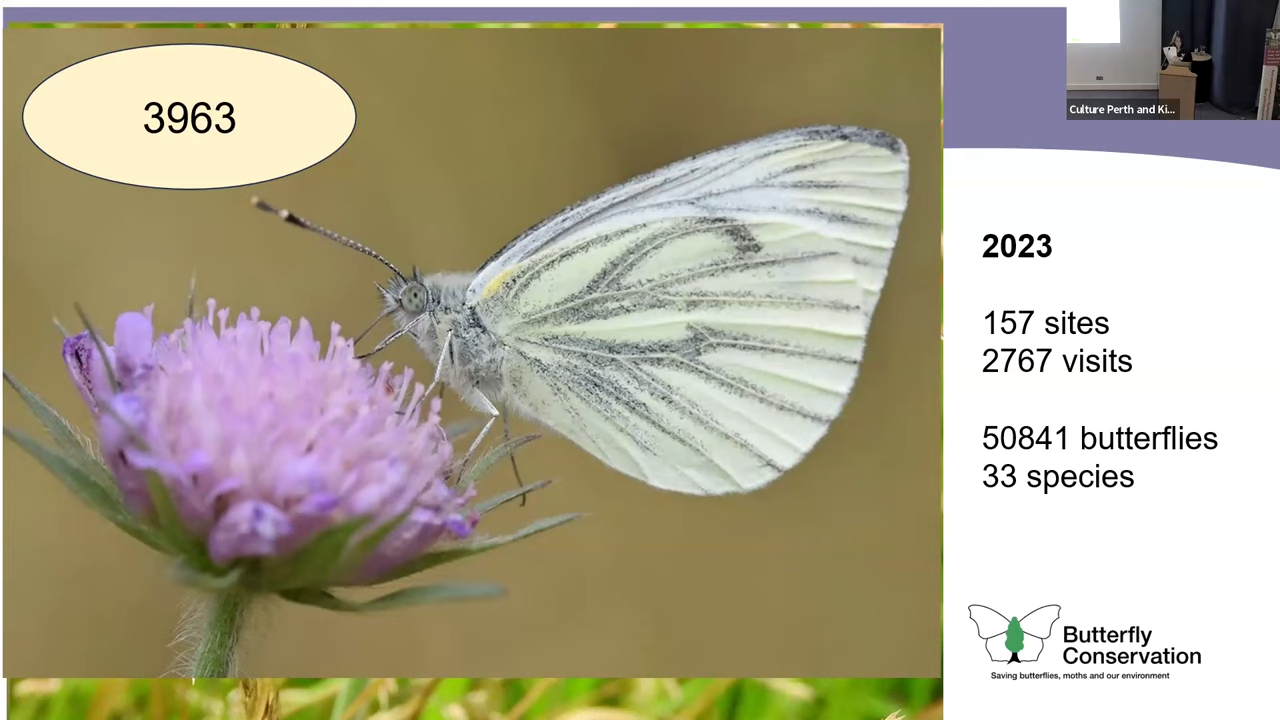 3963
Culture Perth and Ki...
2023
157 sites
2767 visits
50841 butterflies
33 species
Butterfly
Conservation
Saving butterflies, moths and our environment